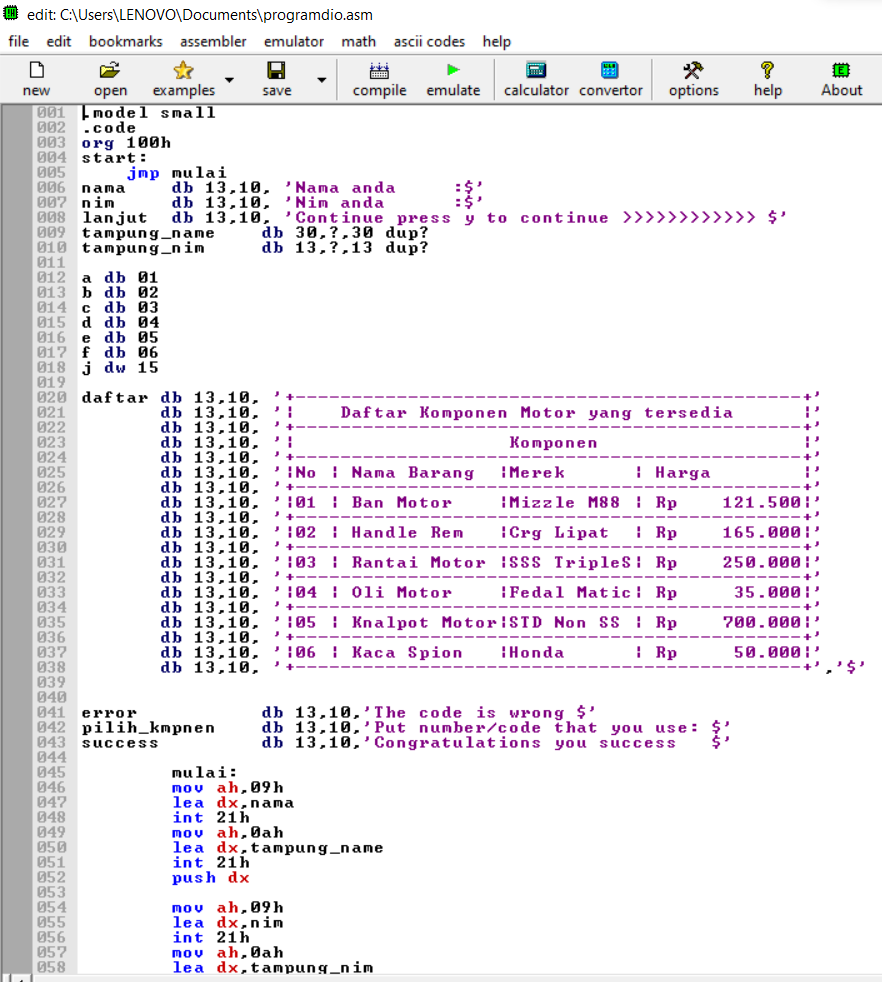 edit: C:\Users\LENOVO\Documents\programdio.asm
file edit bookmarks assembler emulator math ascii codes help
new open examples save compile emulate calculator convertor options help About
001 .model small
002 .code
003 org 100h
004 start:
005      jmp mulai
006 nama     db 13,10, 'Nama anda      :$'
007 nim      db 13,10, 'Nim anda       :$'
008 lanjut   db 13,10, 'Continue press y to continue >>>>>>>>>>>> $'
009 tampung_name     db 30,?,30 dup?
010 tampung_nim      db 13,?,13 dup?
011
012 a db 01
013 b db 02
014 c db 03
015 d db 04
016 e db 05
017 f db 06
018 j dw 15
019
020 daftar db 13,10, '+---------------------------------------------+'
021        db 13,10, '|    Daftar Komponen Motor yang tersedia      |'
022        db 13,10, '+---------------------------------------------+'
023        db 13,10, '|                   Komponen                  |'
024        db 13,10, '+---------------------------------------------+'
025        db 13,10, '|No | Nama Barang  |Merek      | Harga        |'
026        db 13,10, '+---------------------------------------------+'
027        db 13,10, '|01 | Ban Motor    |Mizzle M88 | Rp    121.500|'
028        db 13,10, '+---------------------------------------------+'
029        db 13,10, '|02 | Handle Rem   |Crg Lipat  | Rp    165.000|'
030        db 13,10, '+---------------------------------------------+'
031        db 13,10, '|03 | Rantai Motor |SSS TripleS| Rp    250.000|'
032        db 13,10, '+---------------------------------------------+'
033        db 13,10, '|04 | Oli Motor    |Fedal Matic| Rp     35.000|'
034        db 13,10, '+---------------------------------------------+'
035        db 13,10, '|05 | Knalpot Motor|STD Non SS | Rp    700.000|'
036        db 13,10, '+---------------------------------------------+'
037        db 13,10, '|06 | Kaca Spion   |Honda      | Rp     50.000|'
038        db 13,10, '+---------------------------------------------+','$'
039
040
041 error           db 13,10,'The code is wrong $'
042 pilih_kmpnen    db 13,10,'Put number/code that you use: $'
043 success         db 13,10,'Congratulations you success   $'
044
045         mulai:
046         mov ah,09h
047         lea dx,nama
048         int 21h
049         mov ah,0ah
050         lea dx,tampung_name
051         int 21h
052         push dx
053
054         mov ah,09h
055         lea dx,nim
056         int 21h
057         mov ah,0ah
058         lea dx,tampung_nim